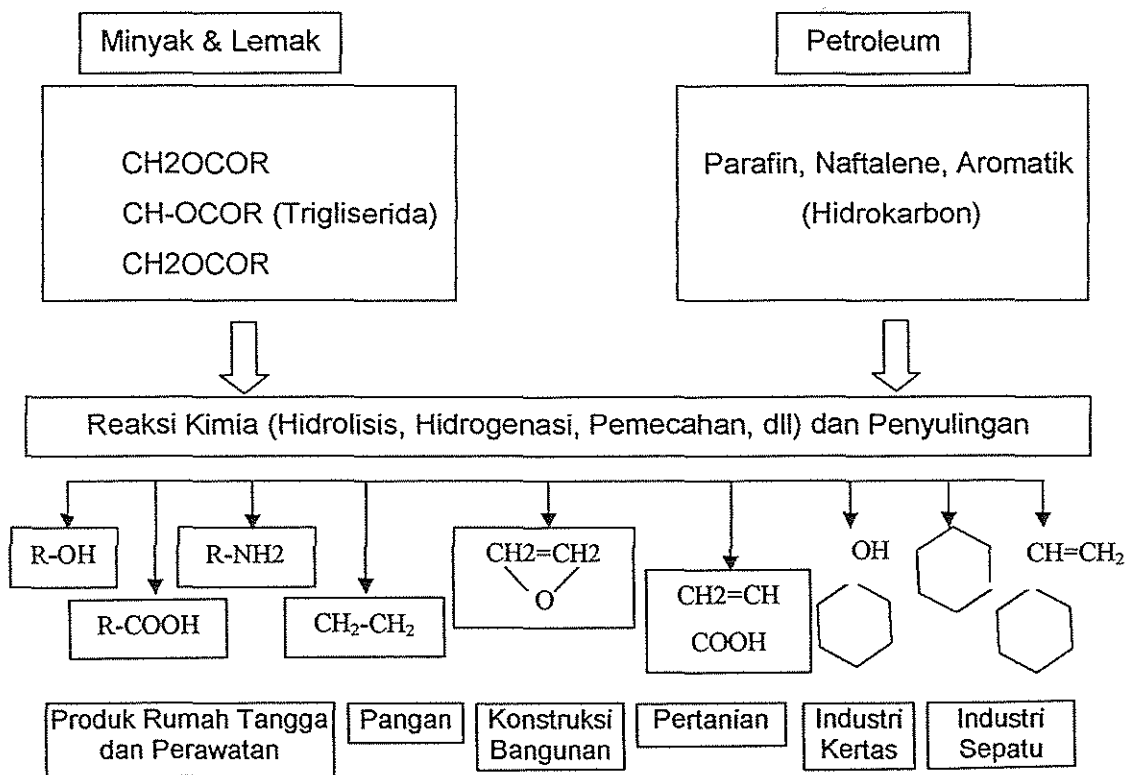 Minyak & Lemak
Petroleum
CH2OCOR
CH-OCOR (Trigliserida)
CH2OCOR
Parafin, Naftalene, Aromatik
(Hidrokarbon)
Reaksi Kimia (Hidrolisis, Hidrogenasi, Pemecahan, dll) dan Penyulingan
R-OH
R-COOH
R-NH2
CH₂-CH₂
CH2=CH2
O
CH2=CH
COOH
OH
CH=CH₂
Produk Rumah Tangga
dan Perawatan
Pangan
Konstruksi
Bangunan
Pertanian
Industri
Kertas
Industri
Sepatu